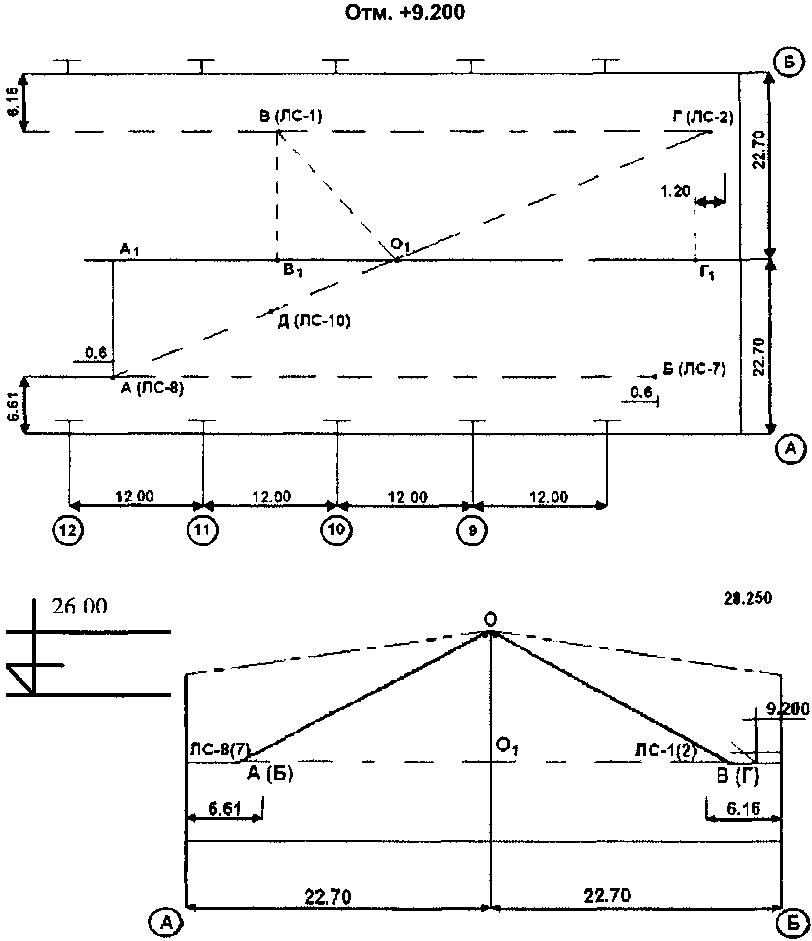 Отм. +9.200
Б
6.16
В (ЛС-1)
Г (ЛС-2)
22.70
1.20
А1
О1
В1
Г1
Д (ЛС-10)
0.6
А (ЛС-8)
Б (ЛС-7)
0.6
22.70
6.61
А
12.00
12.00
12.00
12.00
12
11
10
9
26.00
28.250
О
9.200
ЛС-8(7)
О1
ЛС-1(2)
А (Б)
В (Г)
6.61
6.16
22.70
22.70
А
Б